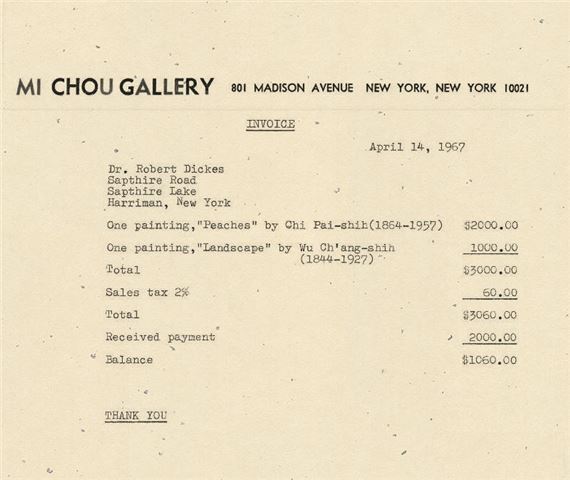 MI CHOU GALLERY 801 MADISON AVENUE NEW YORK, NEW YORK 10021
INVOICE
April 14, 1967
Dr. Robert Dickes
Sapthire Road
Sapthire Lake
Harriman, New York
One painting,"Peaches" by Chi Pai-shih(1864-1957) $2000.00
One painting,"Landscape" by Wu Ch'ang-shih 1000.00
(1844-1927)
Total $3000.00
Sales tax 2% 60.00
Total $3060.00
Received payment 2000.00
Balance $1060.00
THANK YOU